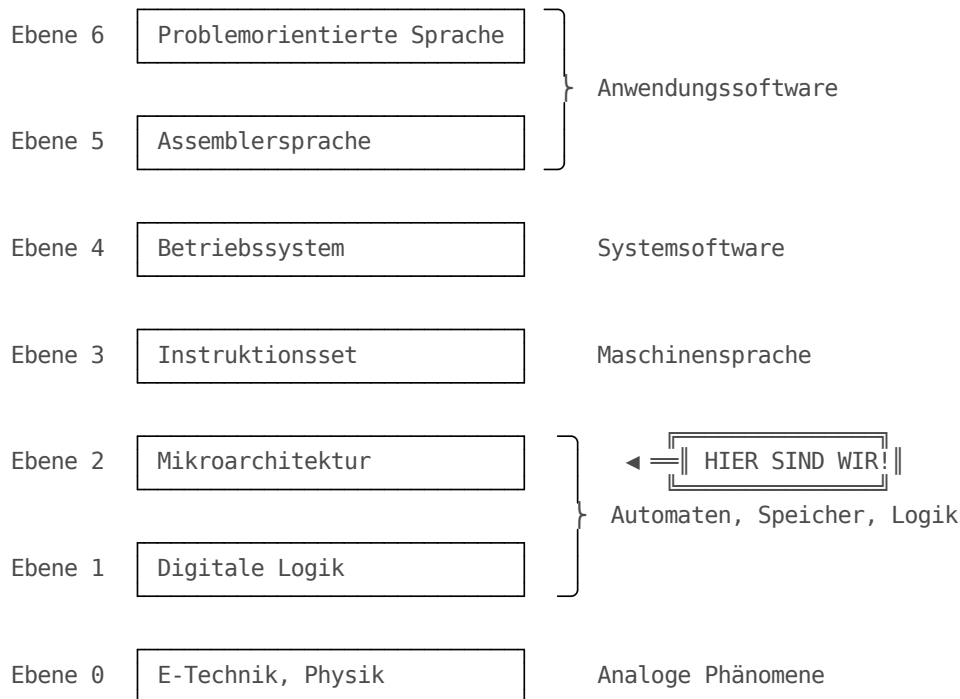 Ebene 6 Problemorientierte Sprache
Anwendungssoftware
Ebene 5 Assemblersprache
Ebene 4 Betriebssystem Systemsoftware
Ebene 3 Instruktionsset Maschinensprache
Ebene 2 Mikroarchitektur HIER SIND WIR!
Automaten, Speicher, Logik
Ebene 1 Digitale Logik
Ebene 0 E-Technik, Physik Analoge Phänomene